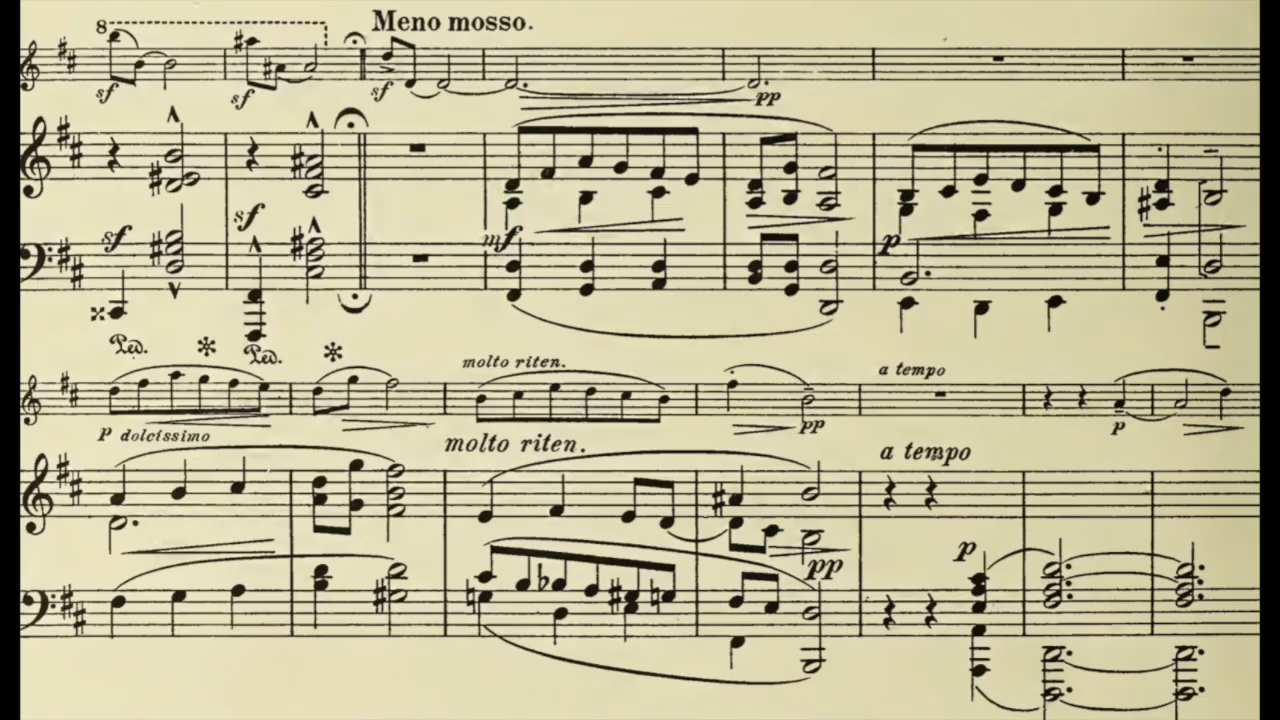 8
Meno mosso.
sf sf sf pp
sf sf mf p
Ped. * Ped. *
molto riten. a tempo
P dolcissimo pp p
molto riten. a tempo
p
pp